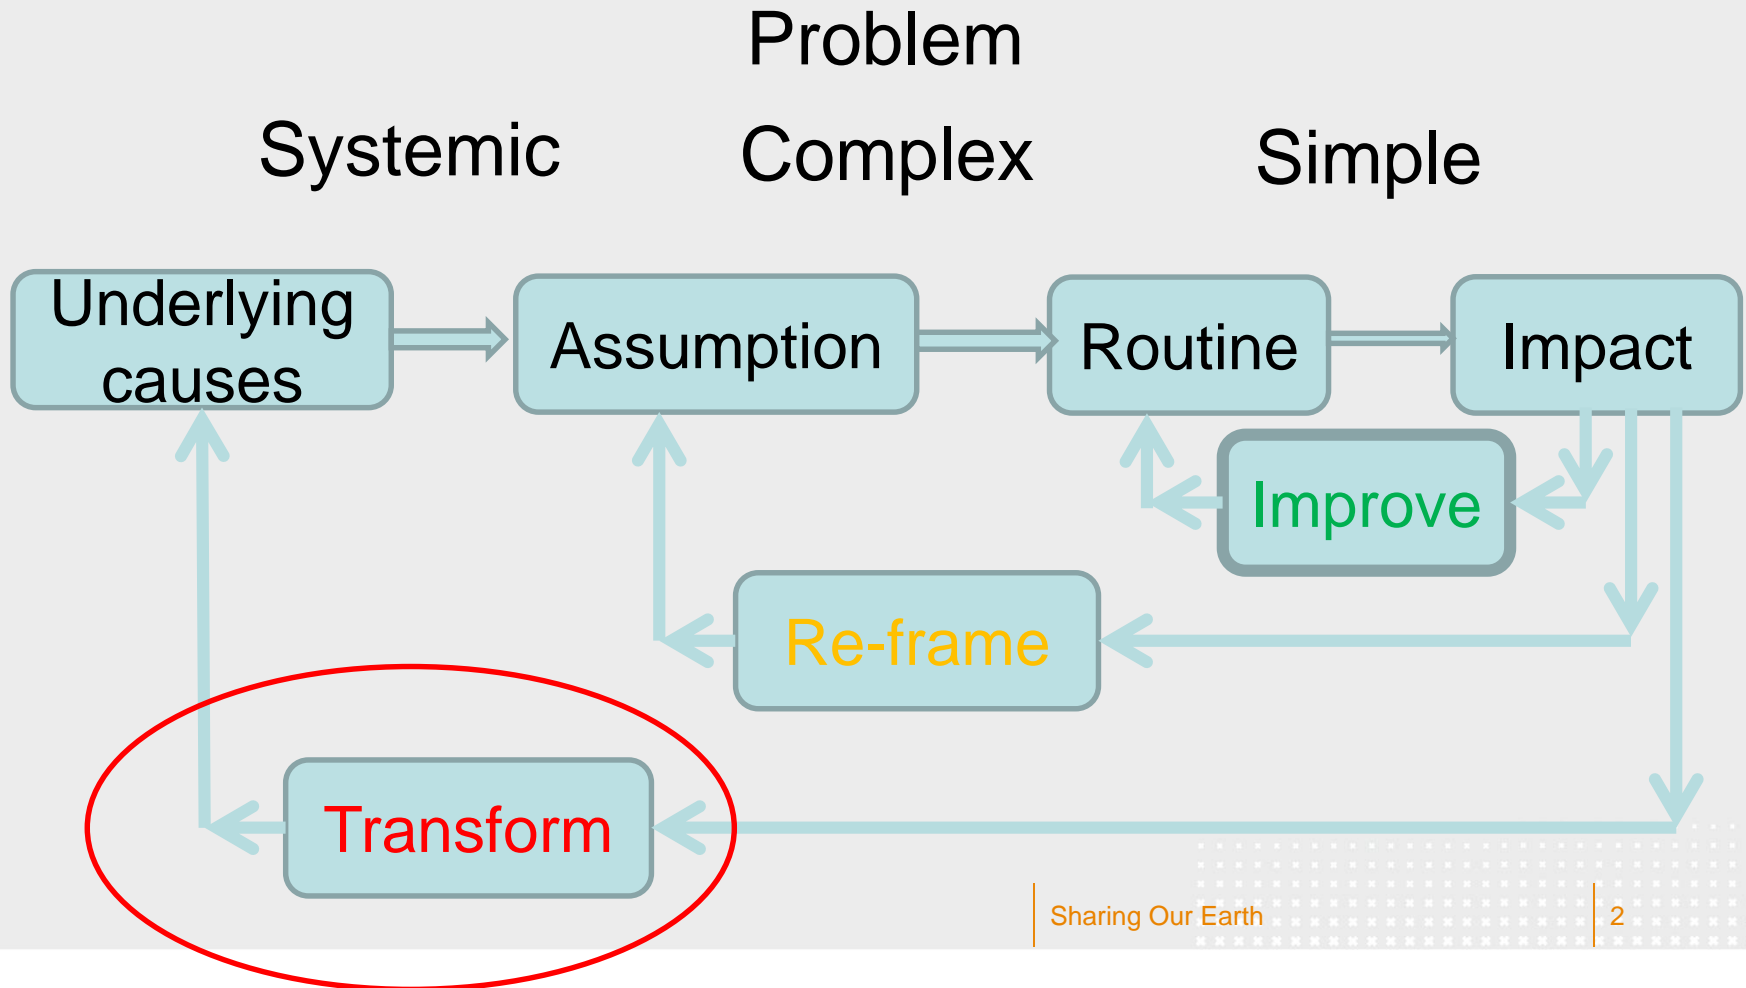 Problem
Systemic
Complex
Simple
Underlying
causes
Assumption
Routine
Impact
Improve
Re-frame
Transform
Sharing Our Earth
2